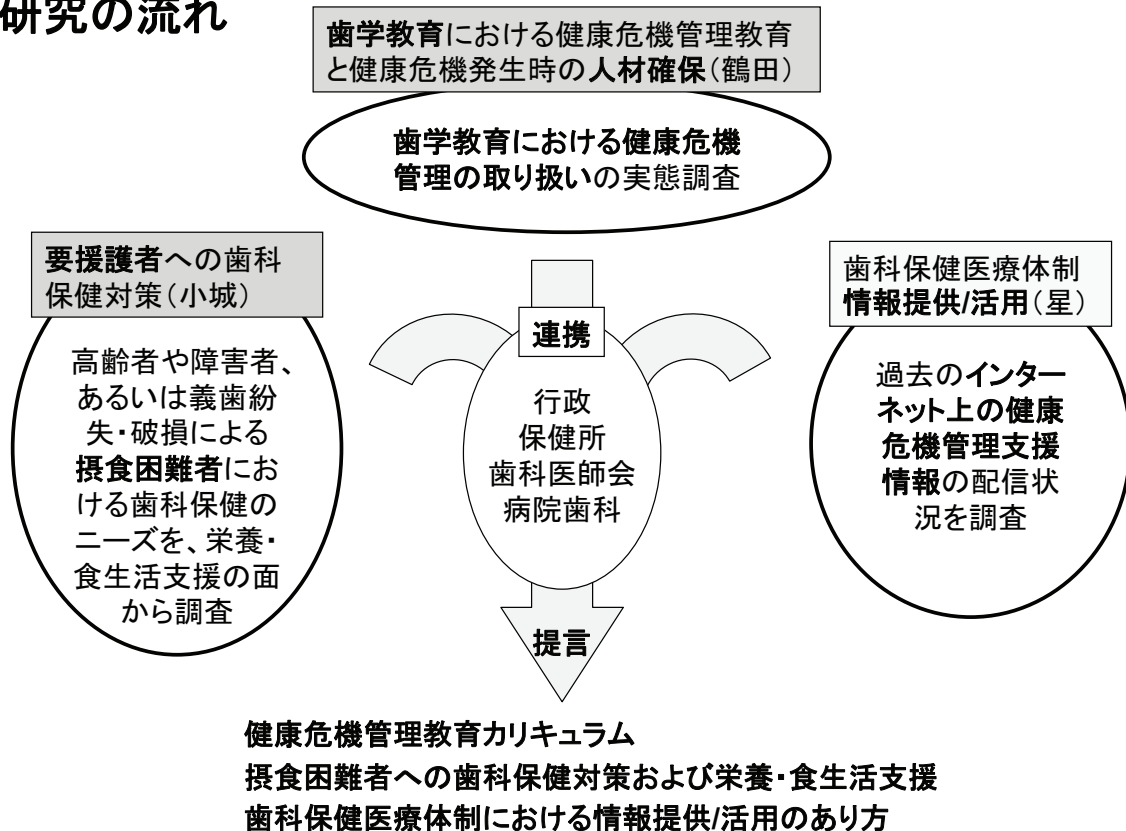 研究の流れ
歯学教育における健康危機管理教育
と健康危機発生時の人材確保(鶴田)
歯学教育における健康危機
管理の取り扱いの実態調査
要援護者への歯科
保健対策(小城)
高齢者や障害者、
あるいは義歯紛
失・破損による
摂食困難者にお
ける歯科保健の
ニーズを、栄養・
食生活支援の面
から調査
連携
行政
保健所
歯科医師会
病院歯科
歯科保健医療体制
情報提供/活用(星)
過去のインター
ネット上の健康
危機管理支援
情報の配信状
況を調査
提言
健康危機管理教育カリキュラム
摂食困難者への歯科保健対策および栄養・食生活支援
歯科保健医療体制における情報提供/活用のあり方